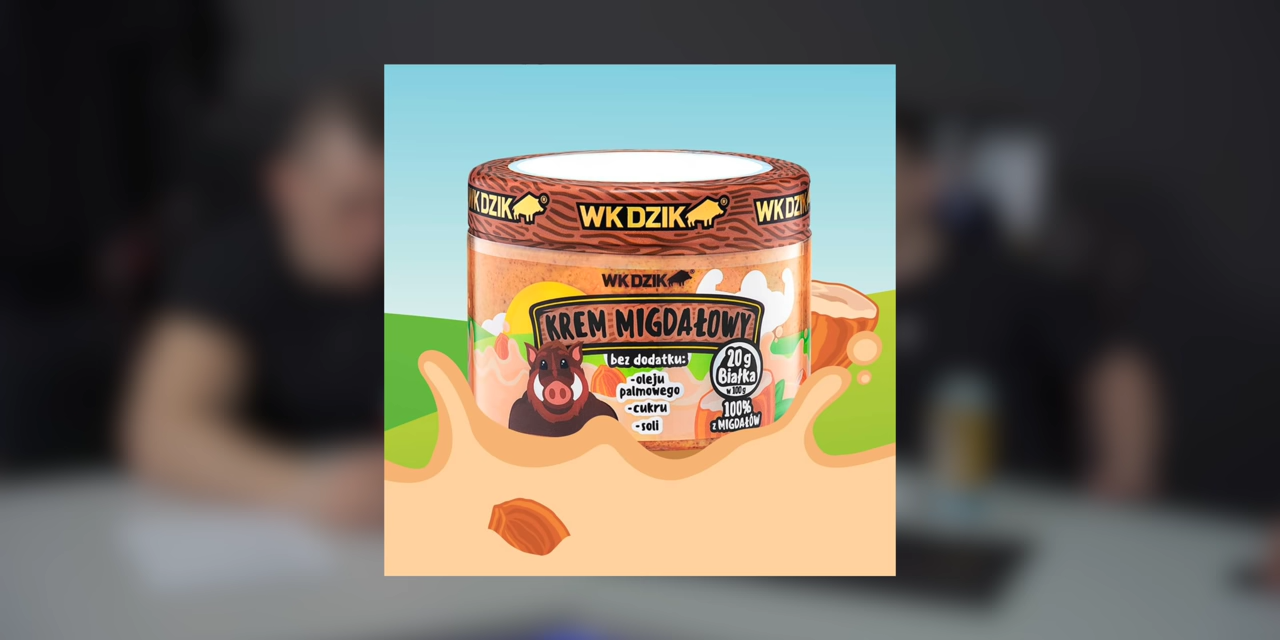 WK DZIK®
WK DZIK®
WK DZI
WK DZIK®
KREM MIGDAŁOWY
bez dodatku:
-oleju
palmowego
-cukru
-soli
20g
Białka
w 100g
100%
z MIGDAŁÓW